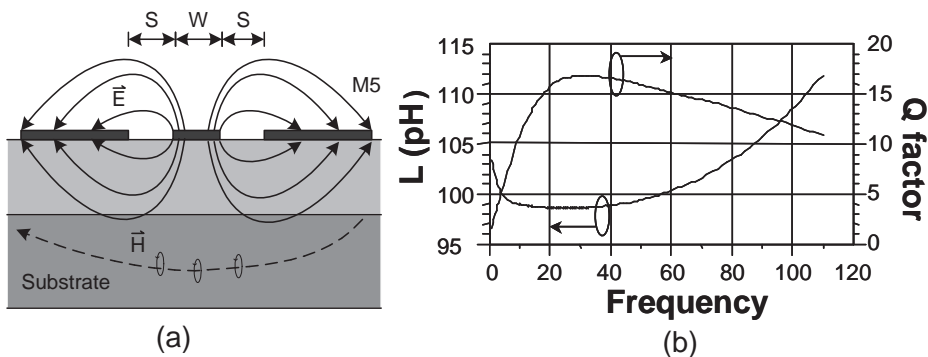 S W S
M5
E
H
Substrate
(a)
(b)
L (pH)
115
110
105
100
95
20
15
10
5
0
Q factor
0 20 40 60 80 100 120
Frequency